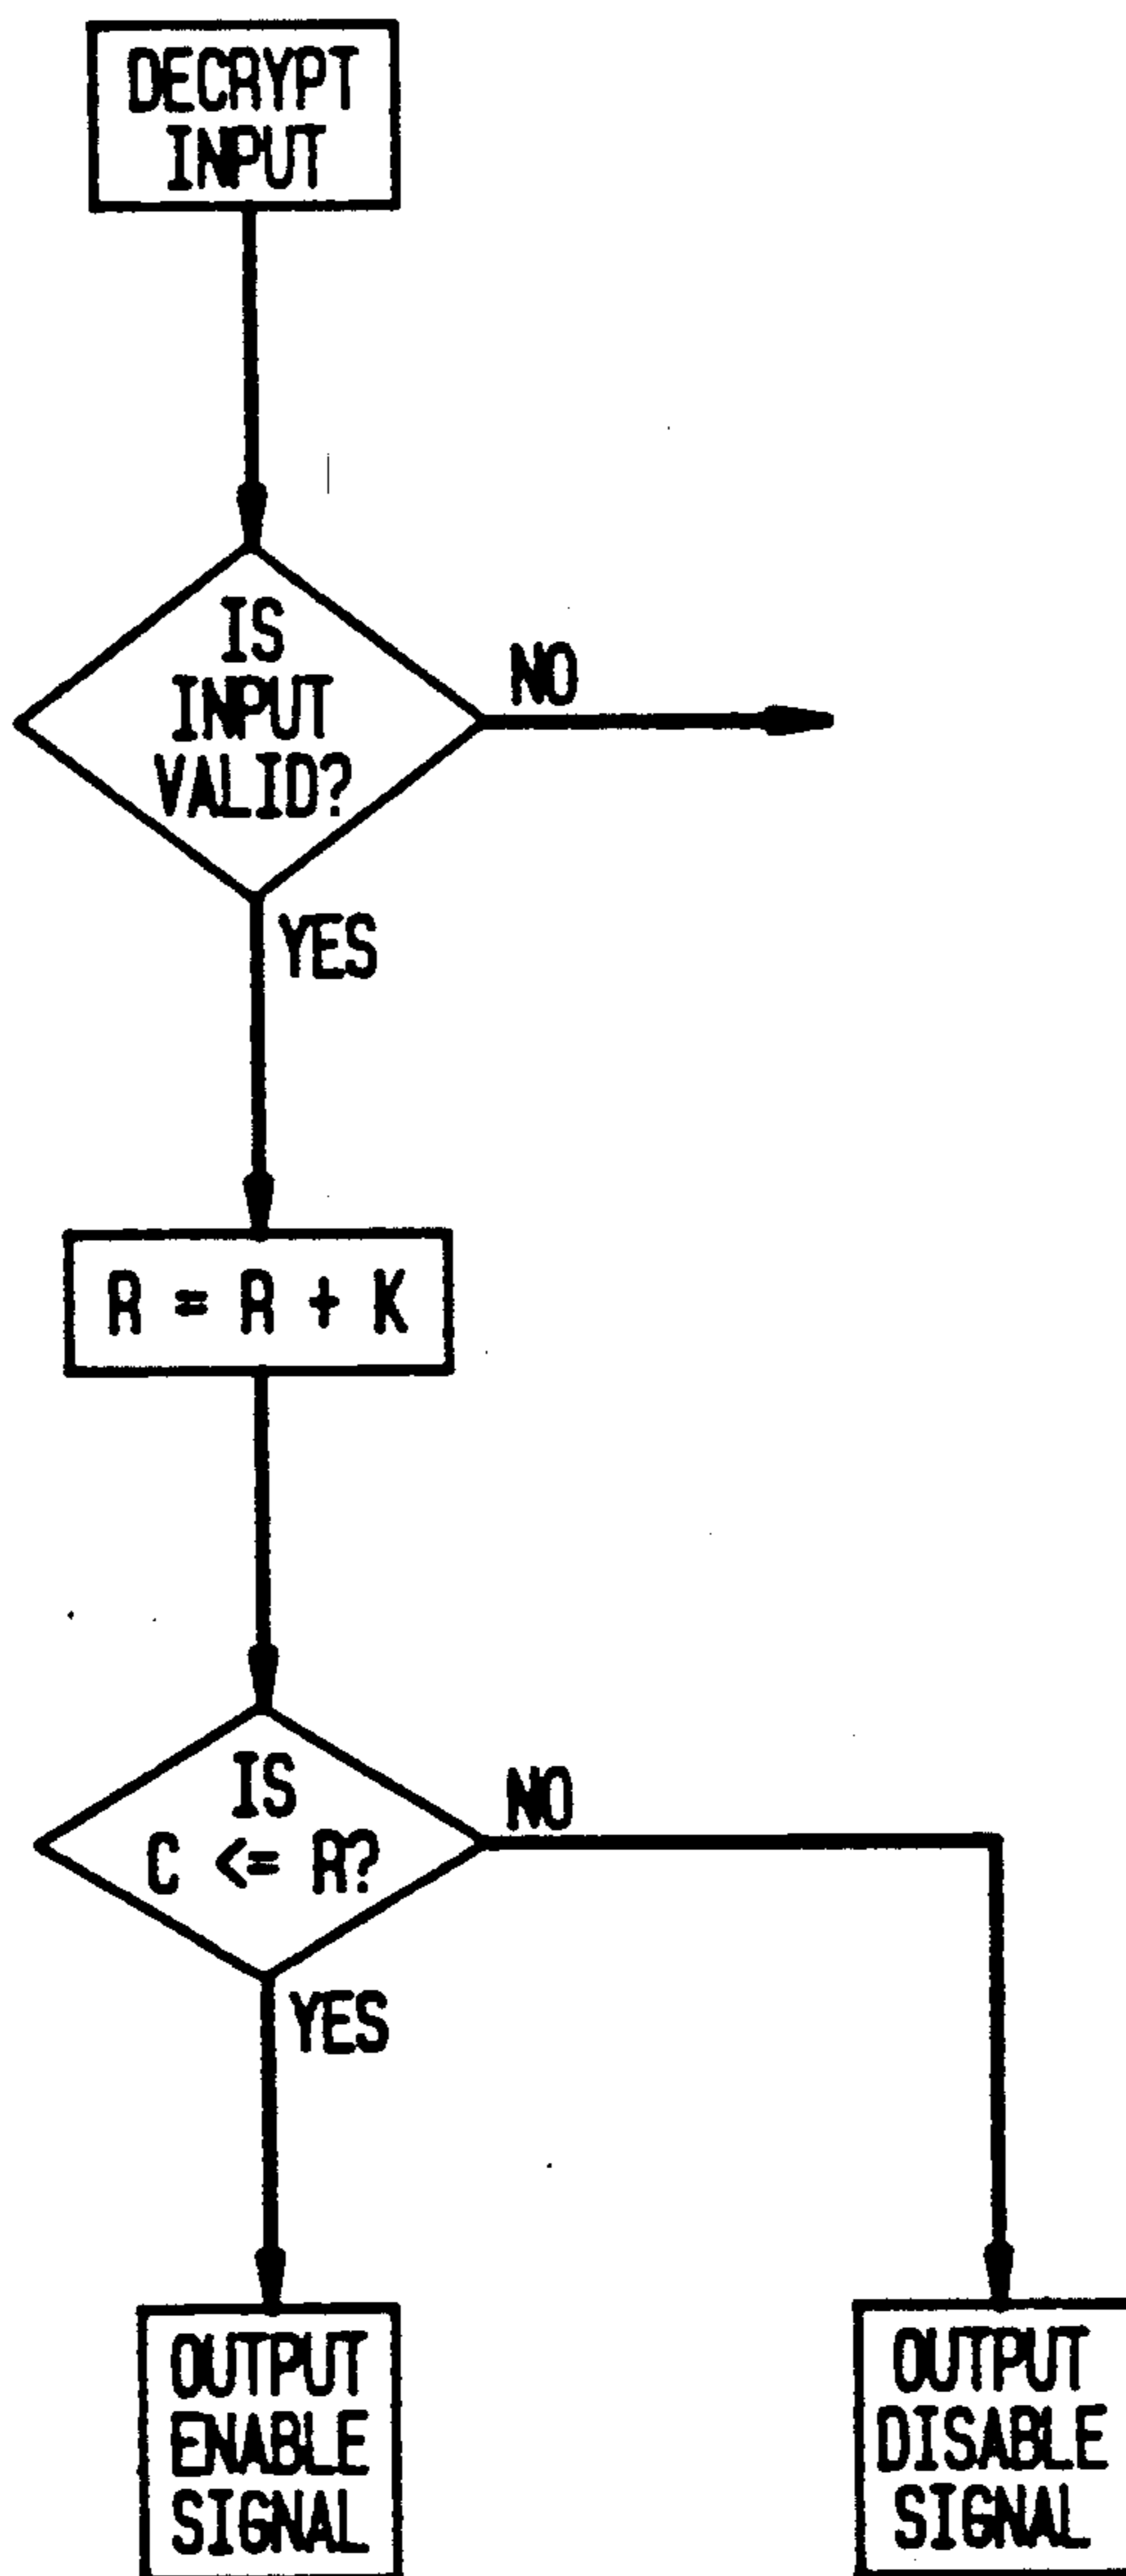 DECRYPT
INPUT
IS
INPUT
VALID?
NO
YES
R = R + K
IS
C <= R?
NO
YES
OUTPUT
ENABLE
SIGNAL
OUTPUT
DISABLE
SIGNAL